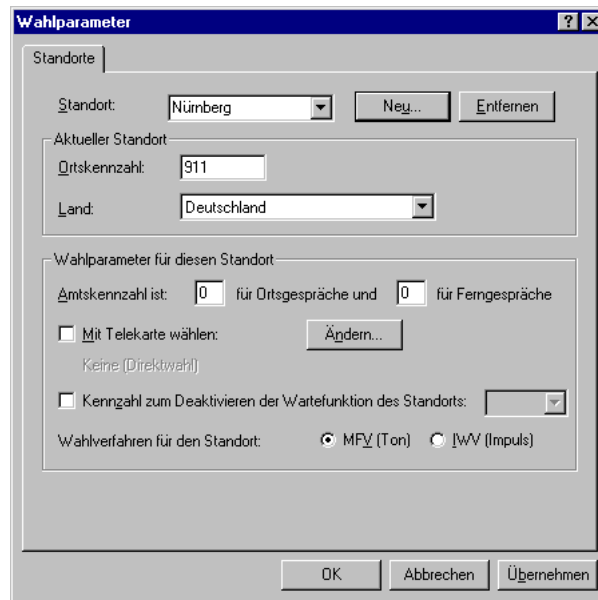 Wahlparameter
Standorte
Standort: Nürnberg Neu... Entfernen
Aktueller Standort
Ortskennzahl: 911
Land: Deutschland
Wahlparameter für diesen Standort
Amtskennzahl ist: 0 für Ortsgespräche und 0 für Ferngespräche
Mit Telekarte wählen: Ändern...
Keine (Direktwahl)
Kennzahl zum Deaktivieren der Wartefunktion des Standorts:
Wahlverfahren für den Standort: MFV (Ton) IWV (Impuls)
OK Abbrechen Übernehmen